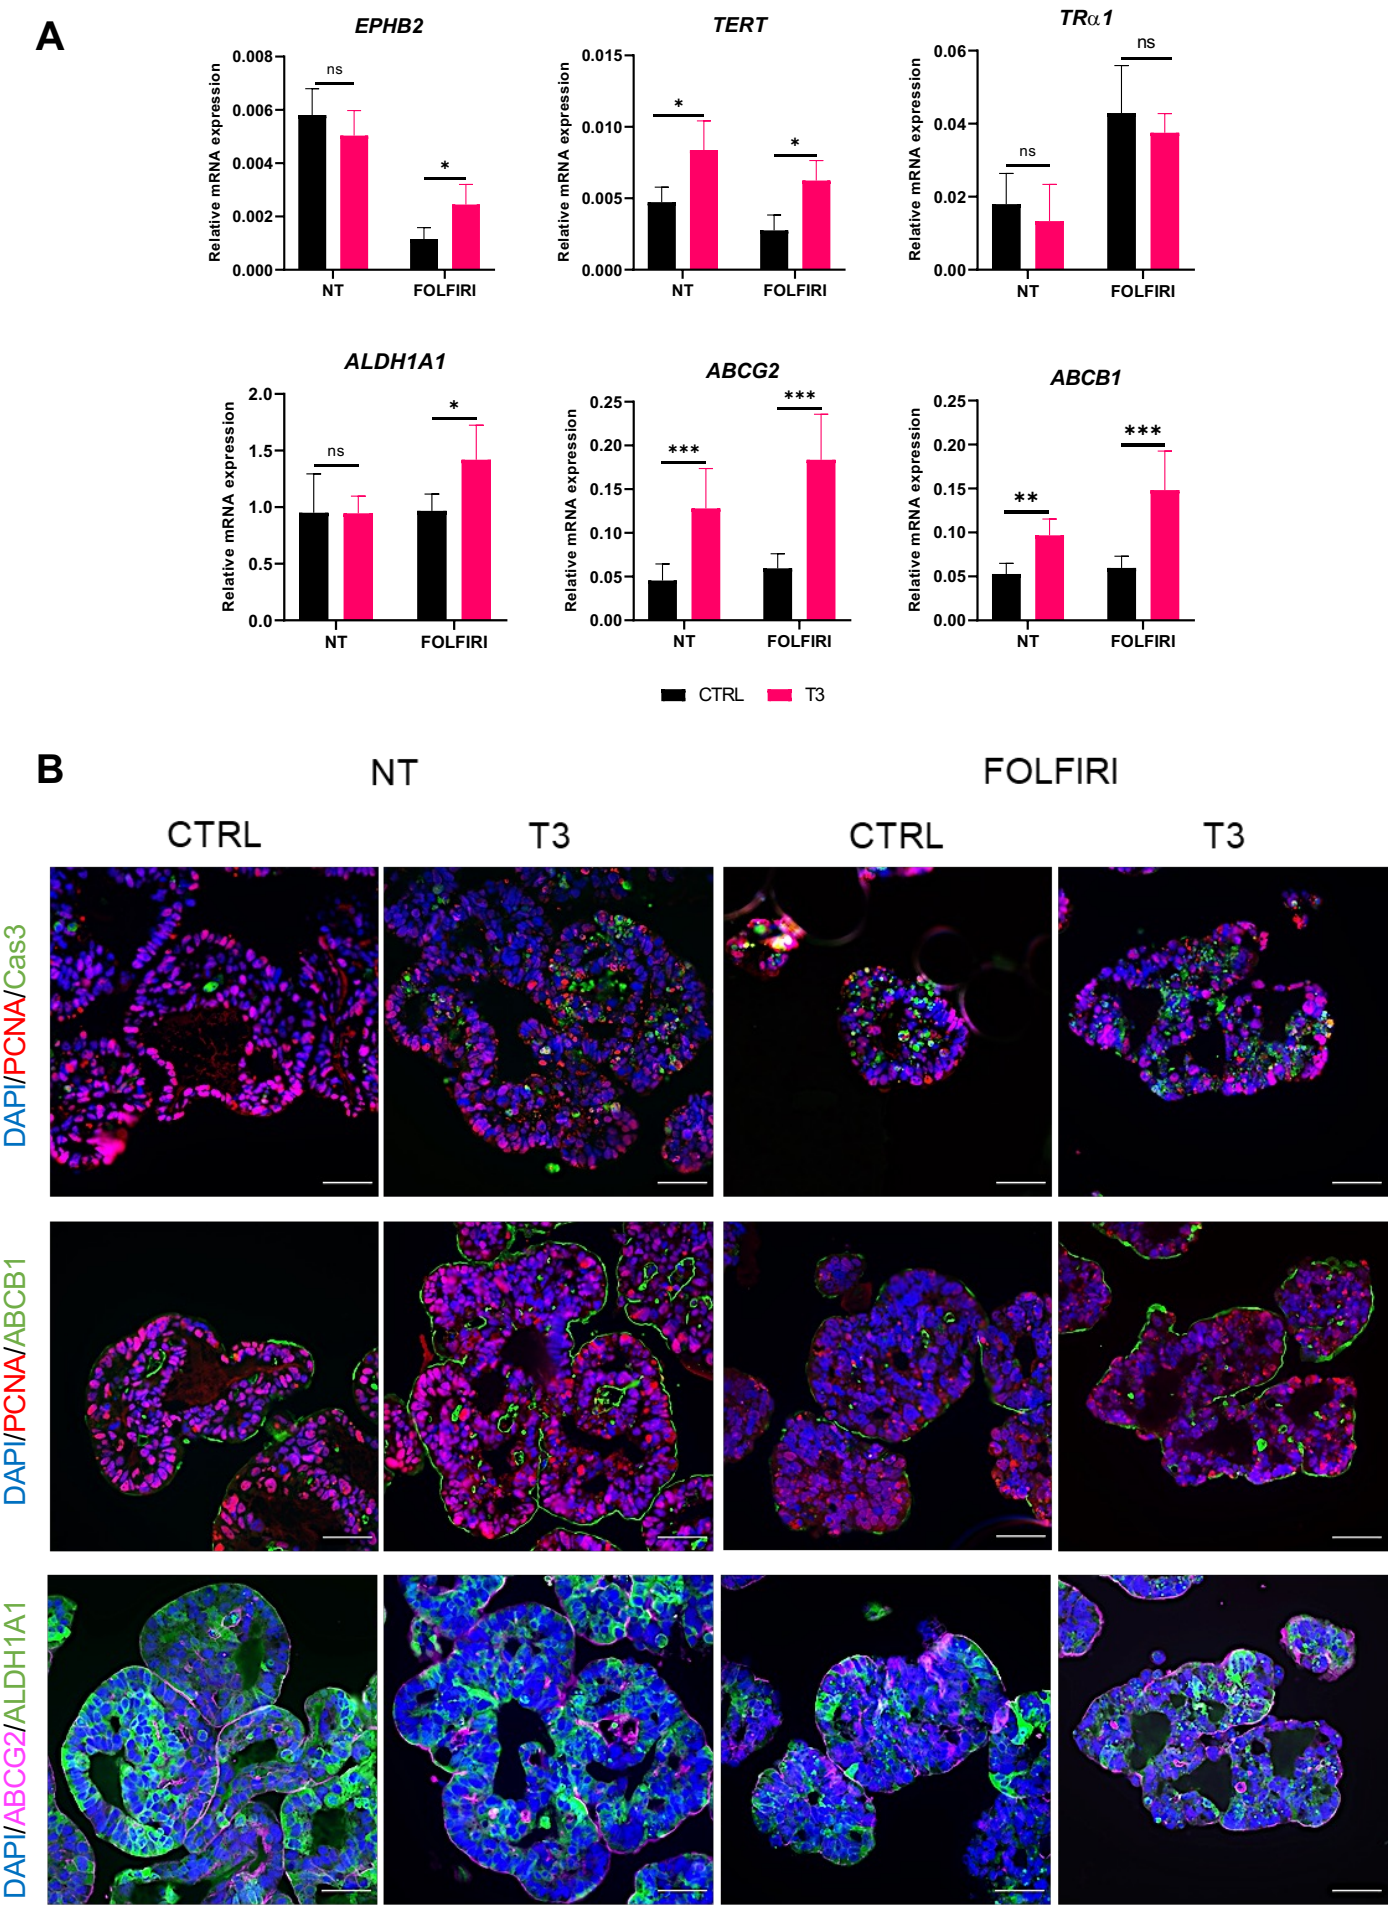 A
EPHB2
TERT
TRα1
Relative mRNA expression
0.008
0.006
0.004
0.002
0.000
ns
*
NT
FOLFIRI
Relative mRNA expression
0.015
0.010
0.005
0.000
*
*
NT
FOLFIRI
Relative mRNA expression
0.06
0.04
0.02
0.00
ns
ns
NT
FOLFIRI
ALDH1A1
ABCG2
ABCB1
Relative mRNA expression
2.0
1.5
1.0
0.5
0.0
ns
*
NT
FOLFIRI
Relative mRNA expression
0.25
0.20
0.15
0.10
0.05
0.00
***
***
NT
FOLFIRI
Relative mRNA expression
0.25
0.20
0.15
0.10
0.05
0.00
**
***
NT
FOLFIRI
CTRL
T3
B
NT
FOLFIRI
CTRL
T3
CTRL
T3
DAPI/PCNA/Cas3
DAPI/PCNA/ABCB1
DAPI/ABCG2/ALDH1A1